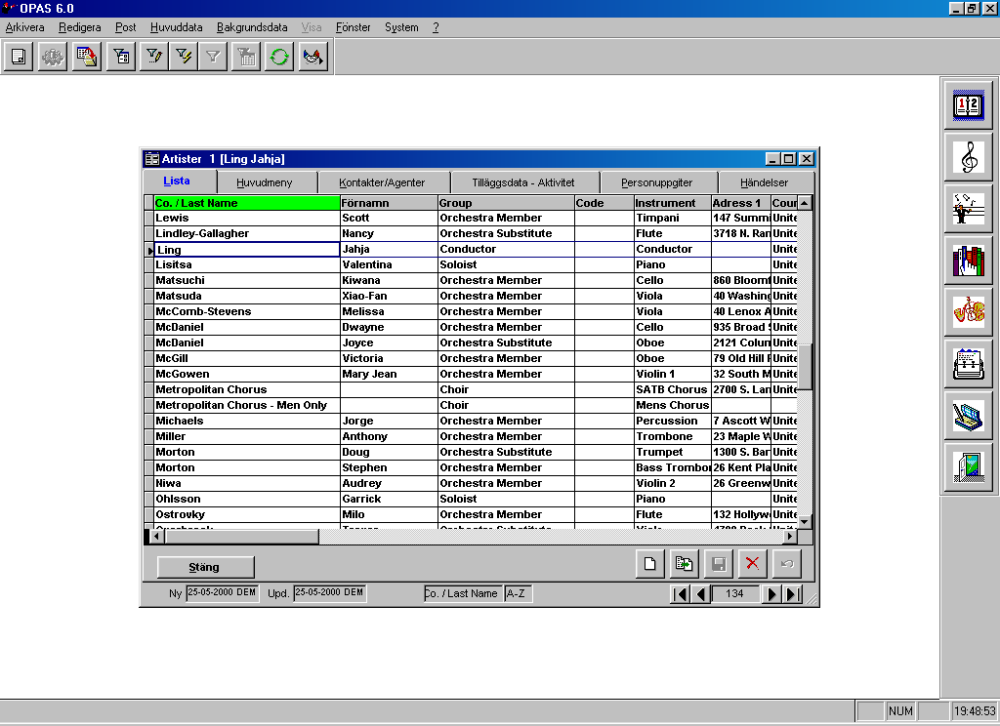 OPAS 6.0
Arkivera Redigera Post Huvuddata Bakgrundsdata Visa Fönster System ?
1 2
Artister 1 [Ling Jahja]
Lista Huvudmeny Kontakter/Agenter Tilläggsdata - Aktivitet Personuppgiter Händelser
Co. / Last Name Förnamn Group Code Instrument Adress 1 Cour
Lewis Scott Orchestra Member Timpani 147 Summi Unite
Lindley-Gallagher Nancy Orchestra Substitute Flute 3718 N. Ran Unite
Ling Jahja Conductor Conductor Unite
Lisitsa Valentina Soloist Piano Unite
Matsuchi Kiwana Orchestra Member Cello 860 Bloomf Unite
Matsuda Xiao-Fan Orchestra Member Viola 40 Washing Unite
McComb-Stevens Melissa Orchestra Member Viola 40 Lenox A Unite
McDaniel Dwayne Orchestra Member Cello 935 Broad S Unite
McDaniel Joyce Orchestra Substitute Oboe 2121 Colun Unite
McGill Victoria Orchestra Member Oboe 79 Old Hill F Unite
McGowen Mary Jean Orchestra Member Violin 1 32 South M Unite
Metropolitan Chorus Choir SATB Chorus 2700 S. Lan Unite
Metropolitan Chorus - Men Only Choir Mens Chorus
Michaels Jorge Orchestra Member Percussion 7 Ascott W Unite
Miller Anthony Orchestra Member Trombone 23 Maple W Unite
Morton Doug Orchestra Substitute Trumpet 1300 S. Bar Unite
Morton Stephen Orchestra Member Bass Trombor 26 Kent Pla Unite
Niwa Audrey Orchestra Member Violin 2 26 Greenw Unite
Ohlsson Garrick Soloist Piano Unite
Ostrovky Milo Orchestra Member Flute 132 Hollyw Unite
Stäng
Ny 25-05-2000 DEM Upd. 25-05-2000 DEM Co. / Last Name A-Z 134
NUM 19:48:53